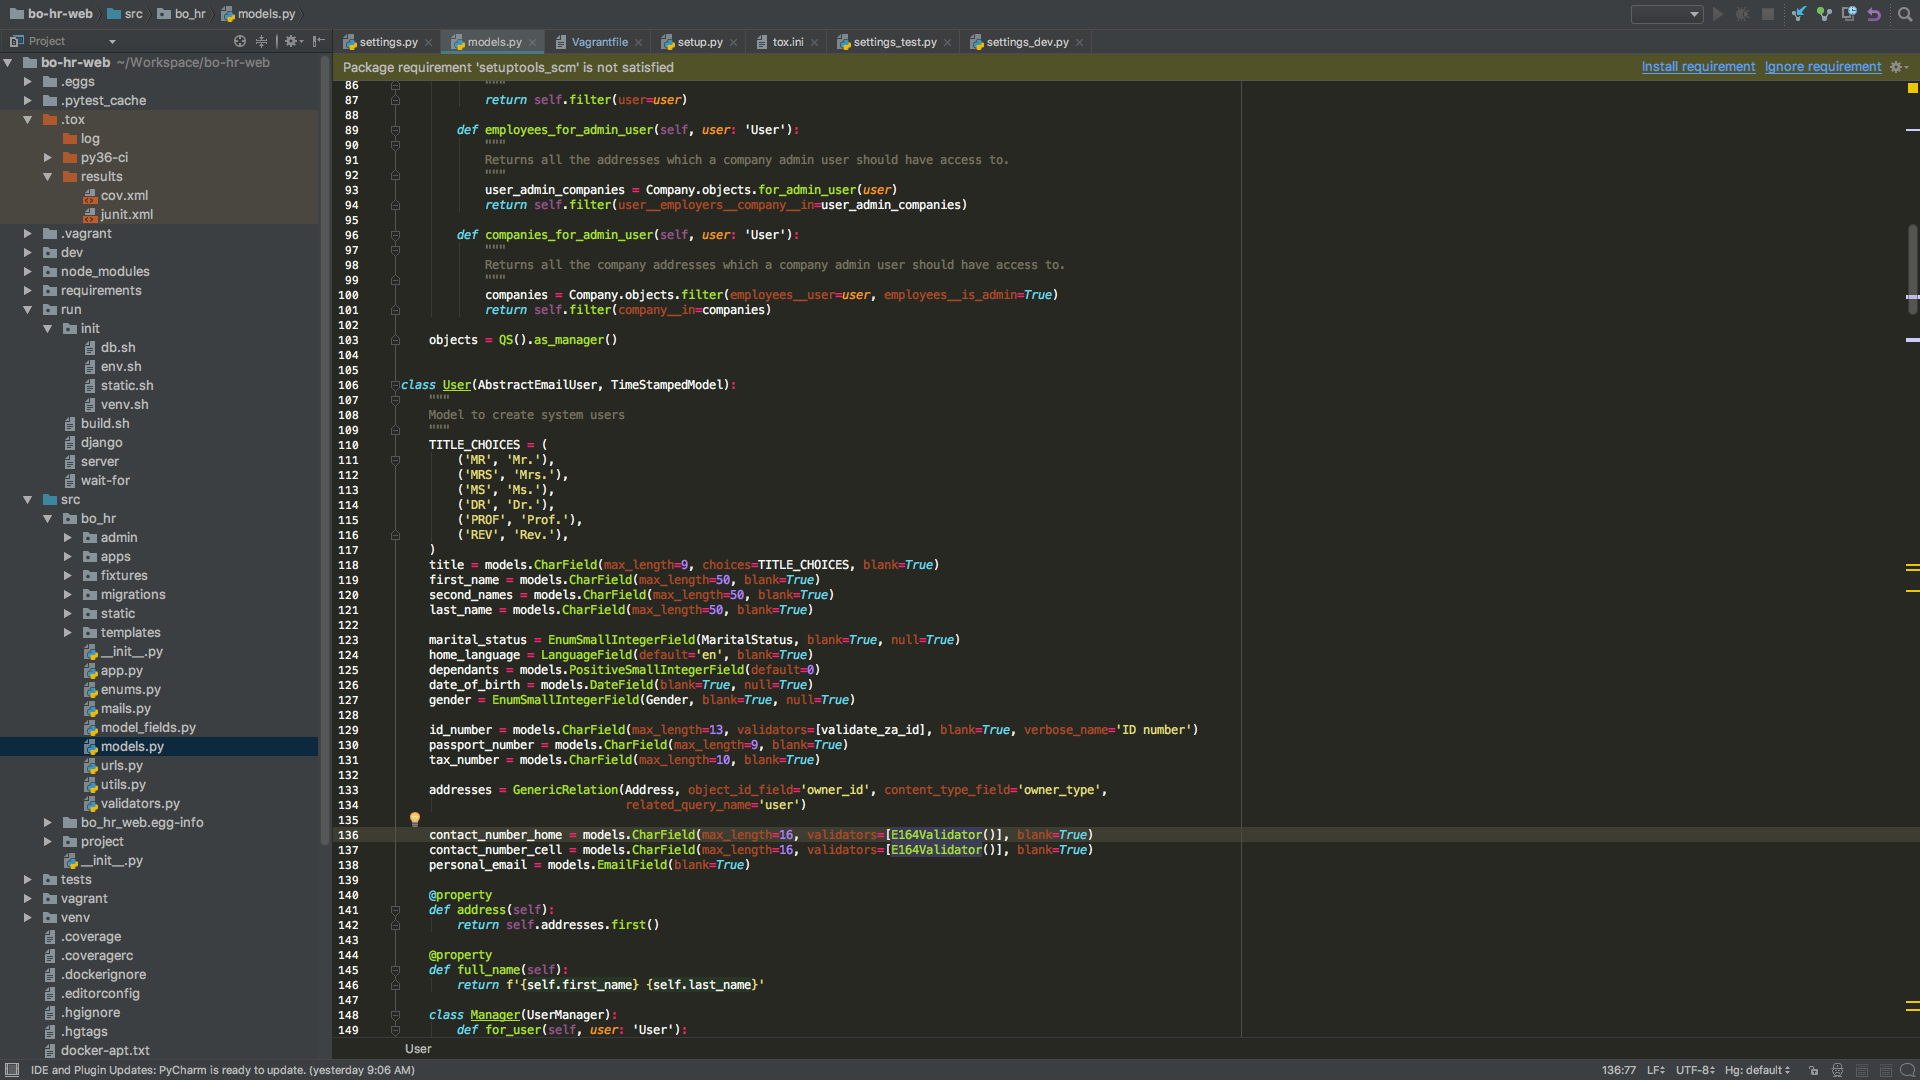 bo-hr-web src bo_hr models.py
Project
settings.py models.py Vagrantfile setup.py tox.ini settings_test.py settings_dev.py
Package requirement 'setuptools_scm' is not satisfied Install requirement Ignore requirement
bo-hr-web ~/Workspace/bo-hr-web
.eggs
.pytest_cache
.tox
log
py36-ci
results
cov.xml
junit.xml
.vagrant
dev
node_modules
requirements
run
init
db.sh
env.sh
static.sh
venv.sh
build.sh
django
server
wait-for
src
bo_hr
admin
apps
fixtures
migrations
static
templates
__init__.py
app.py
enums.py
mails.py
model_fields.py
models.py
urls.py
utils.py
validators.py
bo_hr_web.egg-info
project
__init__.py
tests
vagrant
venv
.coverage
.coveragerc
.dockerignore
.editorconfig
.hgignore
.hgtags
docker-apt.txt
86 """
87 return self.filter(user=user)
88
89 def employees_for_admin_user(self, user: 'User'):
90 """
91 Returns all the addresses which a company admin user should have access to.
92 """
93 user_admin_companies = Company.objects.for_admin_user(user)
94 return self.filter(user__employers__company__in=user_admin_companies)
95
96 def companies_for_admin_user(self, user: 'User'):
97 """
98 Returns all the company addresses which a company admin user should have access to.
99 """
100 companies = Company.objects.filter(employees__user=user, employees__is_admin=True)
101 return self.filter(company__in=companies)
102
103 objects = QS().as_manager()
104
105
106 class User(AbstractEmailUser, TimeStampedModel):
107 """
108 Model to create system users
109 """
110 TITLE_CHOICES = (
111 ('MR', 'Mr.'),
112 ('MRS', 'Mrs.'),
113 ('MS', 'Ms.'),
114 ('DR', 'Dr.'),
115 ('PROF', 'Prof.'),
116 ('REV', 'Rev.'),
117 )
118 title = models.CharField(max_length=9, choices=TITLE_CHOICES, blank=True)
119 first_name = models.CharField(max_length=50, blank=True)
120 second_names = models.CharField(max_length=50, blank=True)
121 last_name = models.CharField(max_length=50, blank=True)
122
123 marital_status = EnumSmallIntegerField(MaritalStatus, blank=True, null=True)
124 home_language = LanguageField(default='en', blank=True)
125 dependants = models.PositiveSmallIntegerField(default=0)
126 date_of_birth = models.DateField(blank=True, null=True)
127 gender = EnumSmallIntegerField(Gender, blank=True, null=True)
128
129 id_number = models.CharField(max_length=13, validators=[validate_za_id], blank=True, verbose_name='ID number')
130 passport_number = models.CharField(max_length=9, blank=True)
131 tax_number = models.CharField(max_length=10, blank=True)
132
133 addresses = GenericRelation(Address, object_id_field='owner_id', content_type_field='owner_type',
134 related_query_name='user')
135
136 contact_number_home = models.CharField(max_length=16, validators=[E164Validator()], blank=True)
137 contact_number_cell = models.CharField(max_length=16, validators=[E164Validator()], blank=True)
138 personal_email = models.EmailField(blank=True)
139
140 @property
141 def address(self):
142 return self.addresses.first()
143
144 @property
145 def full_name(self):
146 return f'{self.first_name} {self.last_name}'
147
148 class Manager(UserManager):
149 def for_user(self, user: 'User'):
User
IDE and Plugin Updates: PyCharm is ready to update. (yesterday 9:06 AM) 136:77 LF UTF-8 Hg: default